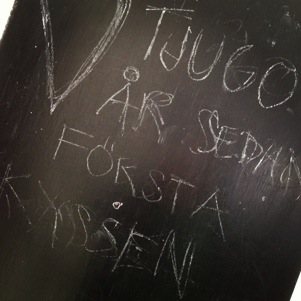 TJUGO
ÅR SEDAN
FÖRSTA
KYSSEN